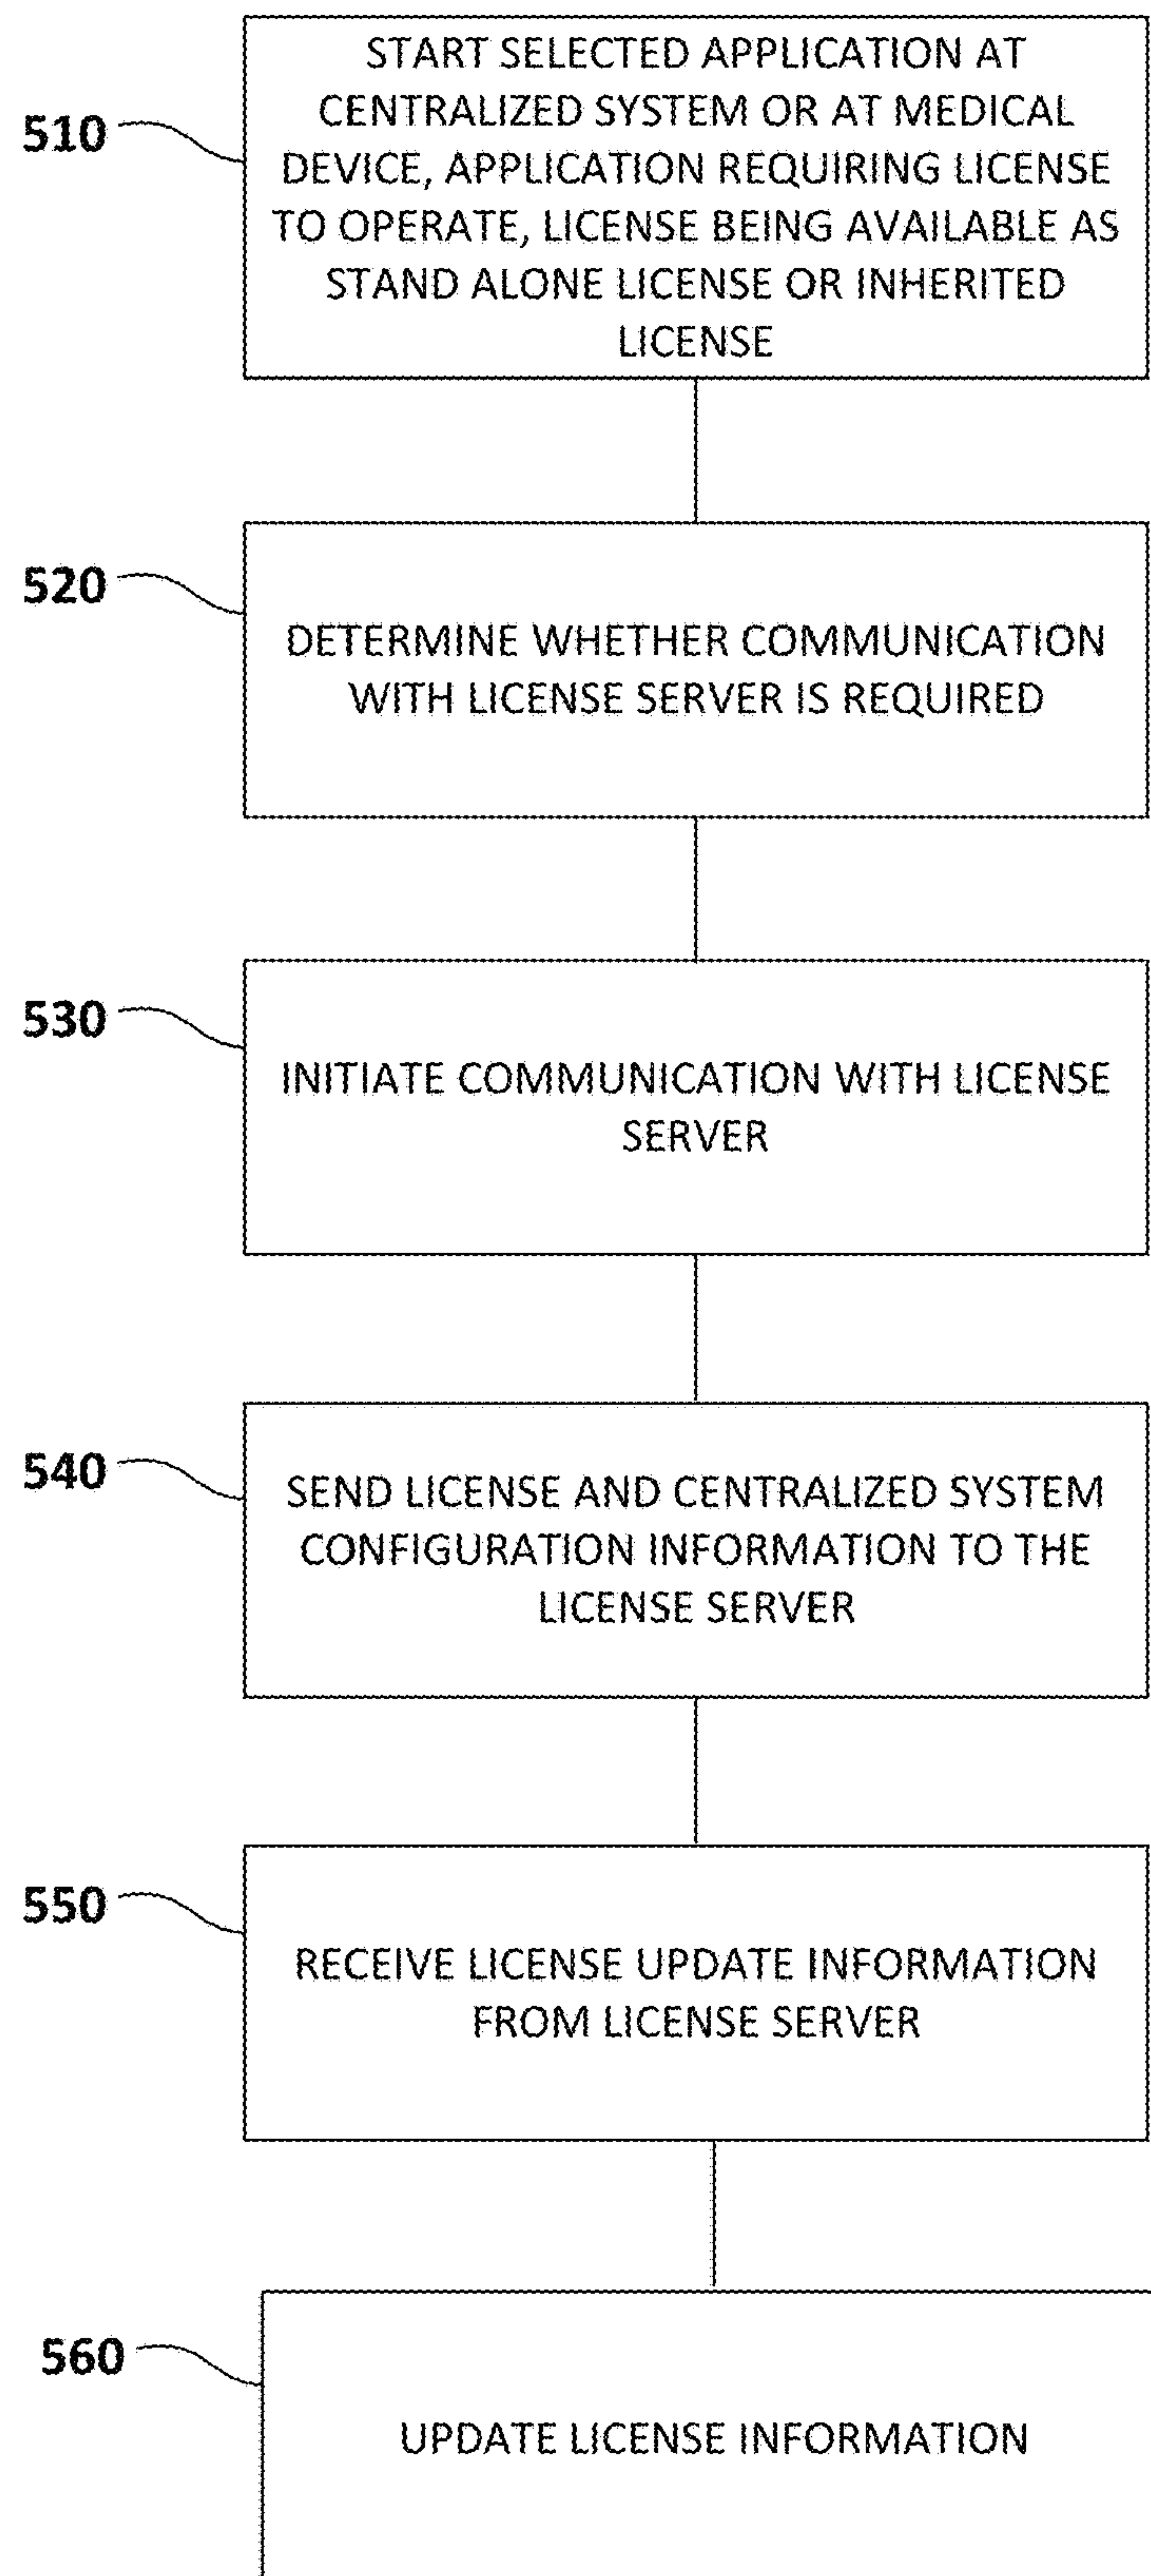 510
START SELECTED APPLICATION AT
CENTRALIZED SYSTEM OR AT MEDICAL
DEVICE, APPLICATION REQUIRING LICENSE
TO OPERATE, LICENSE BEING AVAILABLE AS
STAND ALONE LICENSE OR INHERITED
LICENSE
520
DETERMINE WHETHER COMMUNICATION
WITH LICENSE SERVER IS REQUIRED
530
INITIATE COMMUNICATION WITH LICENSE
SERVER
540
SEND LICENSE AND CENTRALIZED SYSTEM
CONFIGURATION INFORMATION TO THE
LICENSE SERVER
550
RECEIVE LICENSE UPDATE INFORMATION
FROM LICENSE SERVER
560
UPDATE LICENSE INFORMATION